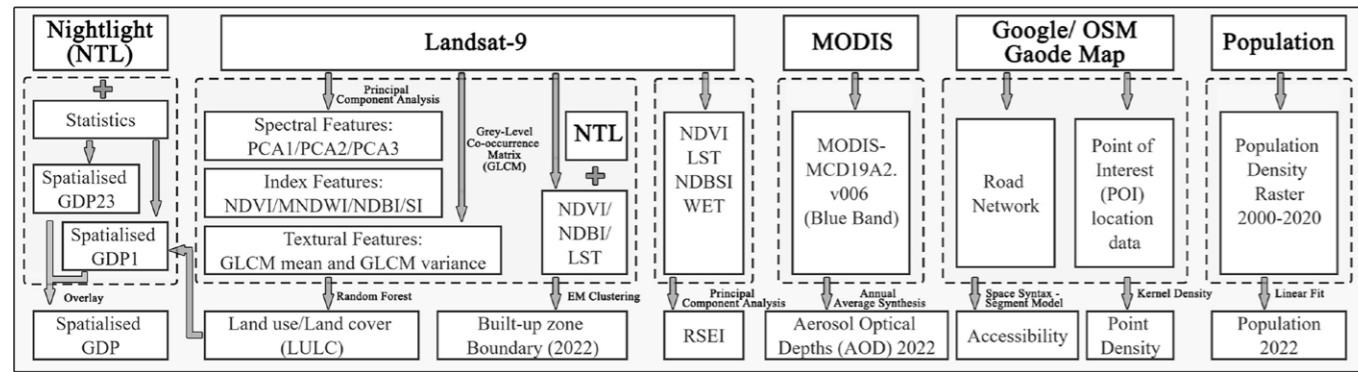 Nightlight
(NTL)
Landsat-9
MODIS
Google/ OSM
Gaode Map
Population
Statistics
Spatialised
GDP23
Spatialised
GDP1
Overlay
Spatialised
GDP
Principal
Component Analysis
Spectral Features:
PCA1/PCA2/PCA3
Index Features:
NDVI/MNDWI/NDBI/SI
Textural Features:
GLCM mean and GLCM variance
Random Forest
Land use/Land cover
(LULC)
Grey-Level
Co-occurrence
Matrix
(GLCM)
NTL
NDVI/
NDBI/
LST
EM Clustering
Built-up zone
Boundary (2022)
NDVI
LST
NDBSI
WET
Principal
Component Analysis
RSEI
MODIS-
MCD19A2.
v006
(Blue Band)
Annual
Average Synthesis
Aerosol Optical
Depths (AOD) 2022
Road
Network
Space Syntax -
Segment Model
Accessibility
Point of
Interest
(POI)
location
data
Kernel Density
Point
Density
Population
Density
Raster
2000-2020
Linear Fit
Population
2022